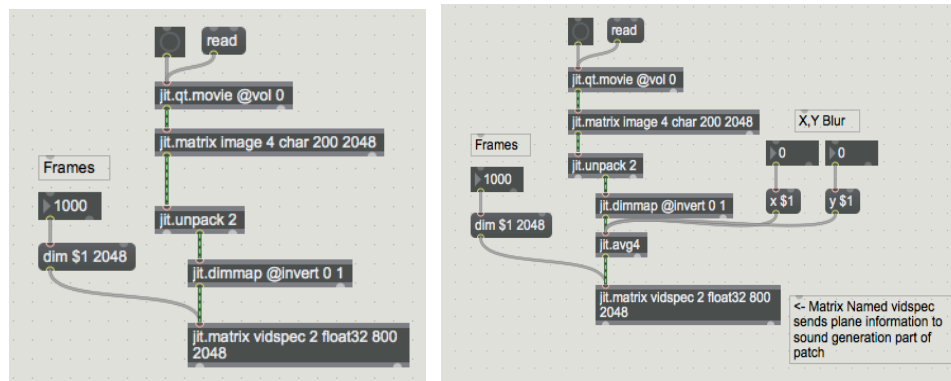 read
jit.qt.movie @vol 0
jit.matrix image 4 char 200 2048
Frames
1000
jit.unpack 2
dim $1 2048
jit.dimmap @invert 0 1
jit.matrix vidspec 2 float32 800
2048
read
jit.qt.movie @vol 0
jit.matrix image 4 char 200 2048
X,Y Blur
Frames
0
0
jit.unpack 2
1000
x $1
y $1
jit.dimmap @invert 0 1
dim $1 2048
jit.avg4
jit.matrix vidspec 2 float32 800
2048
<- Matrix Named vidspec
sends plane information to
sound generation part of
patch